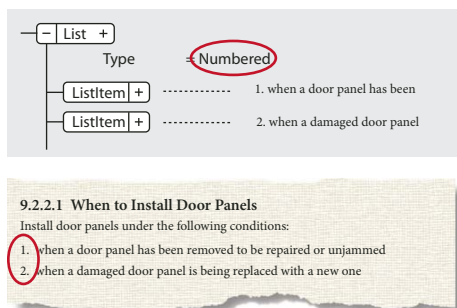 − List +
Type = Numbered
ListItem + 1. when a door panel has been
ListItem + 2. when a damaged door panel
9.2.2.1 When to Install Door Panels
Install door panels under the following conditions:
1. when a door panel has been removed to be repaired or unjammed
2. when a damaged door panel is being replaced with a new one